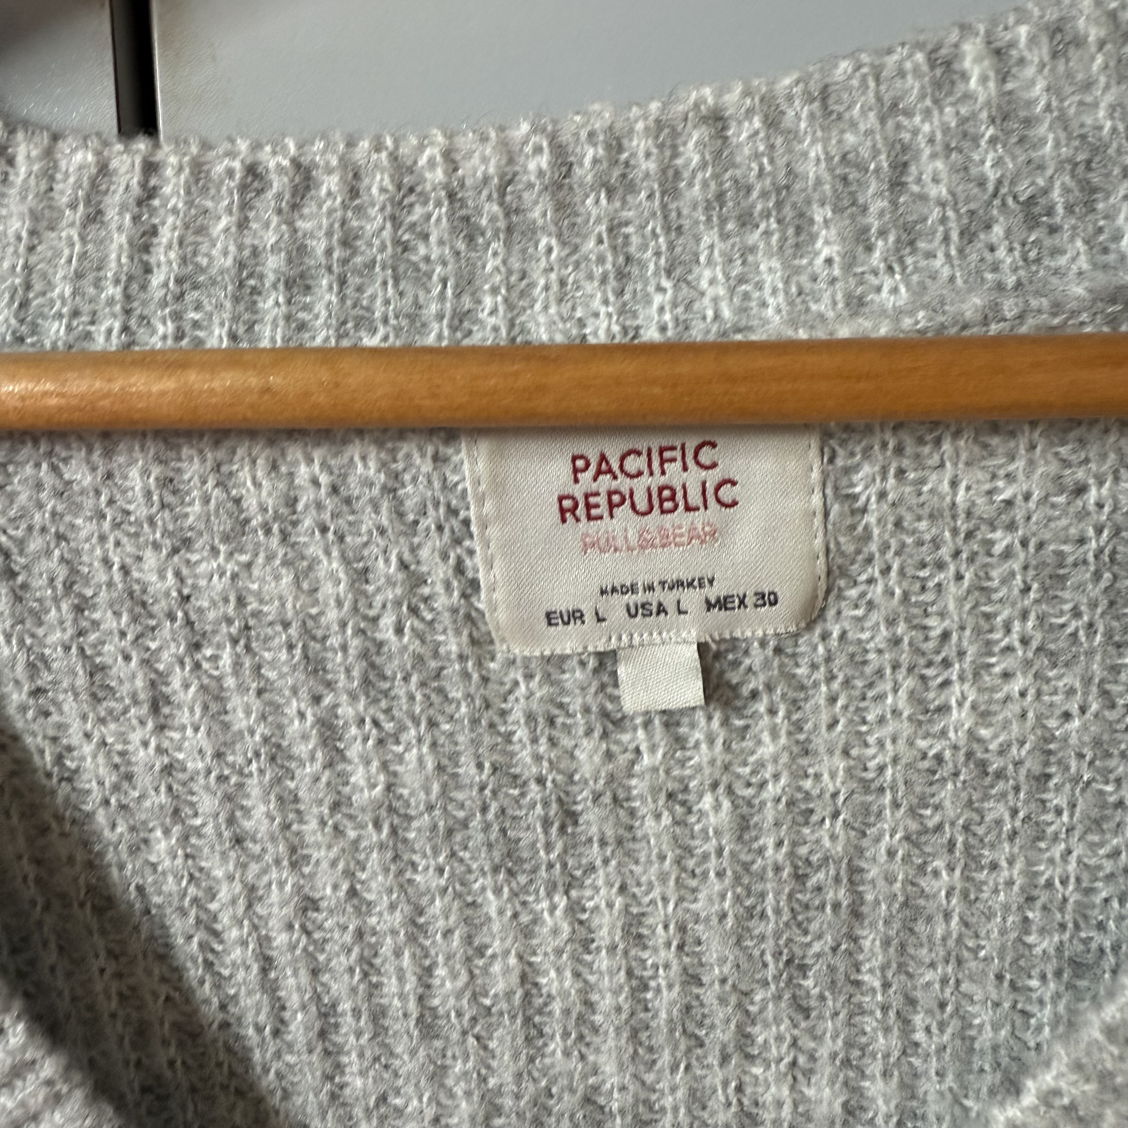 PACIFIC
REPUBLIC
PULL&BEAR
MADE IN TURKEY
EUR L USA L MEX 30